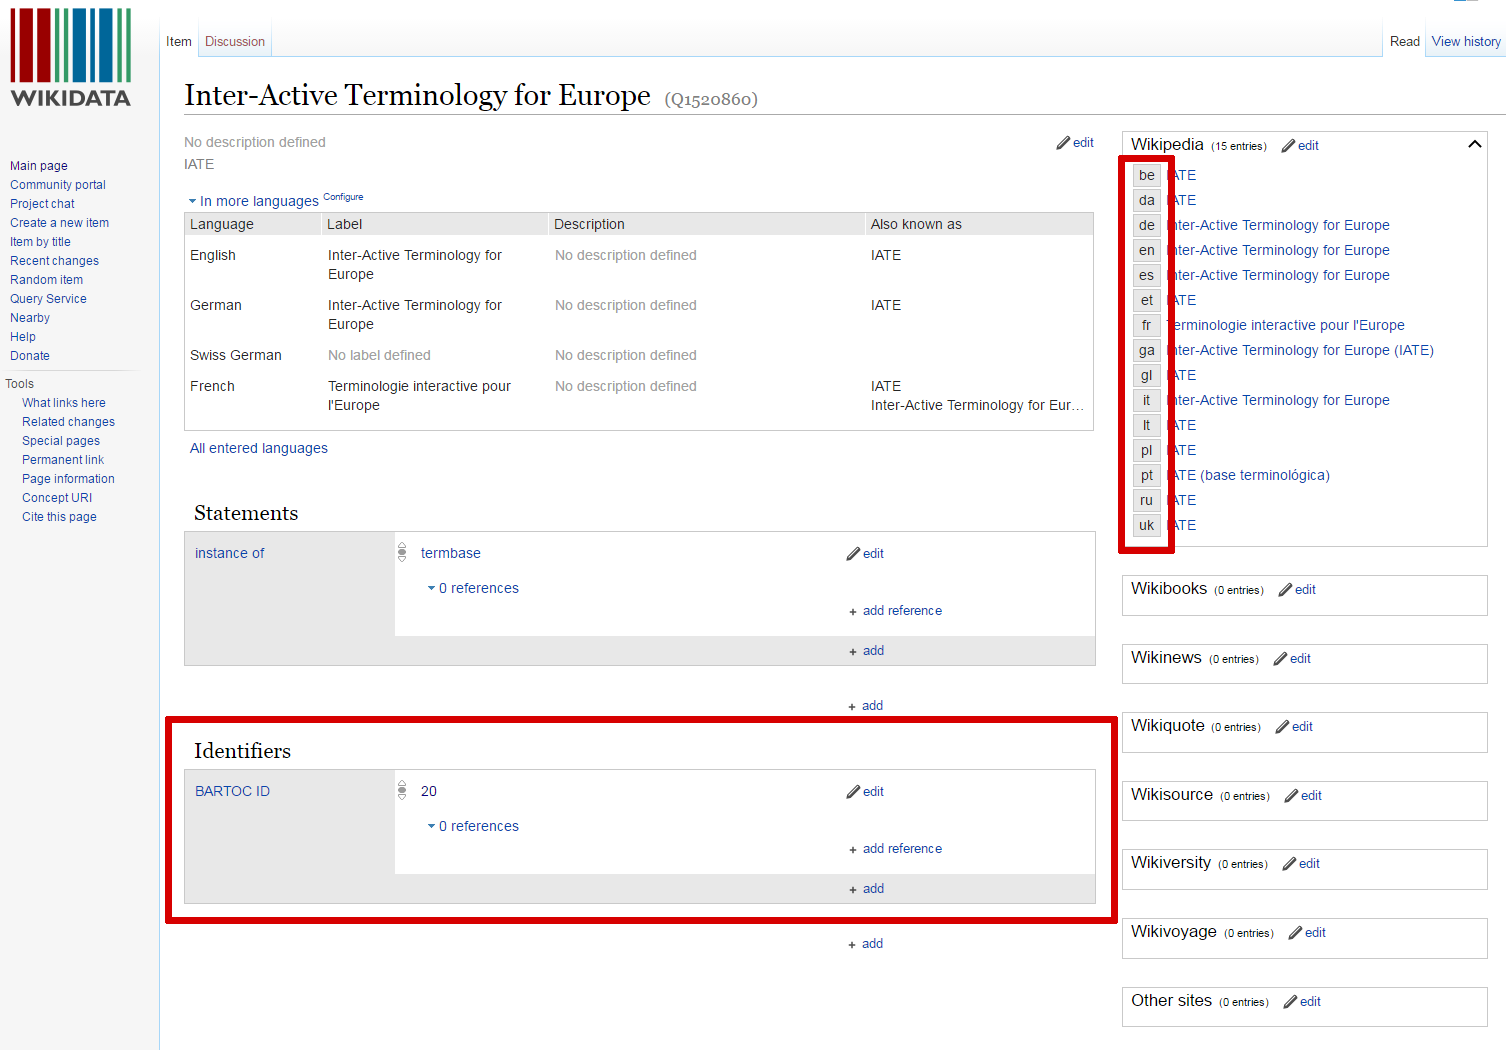 WIKIDATA
Main page
Community portal
Project chat
Create a new item
Item by title
Recent changes
Random item
Query Service
Nearby
Help
Donate
Tools
What links here
Related changes
Special pages
Permanent link
Page information
Concept URI
Cite this page
Item Discussion
Read View history
Inter-Active Terminology for Europe (Q1520860)
No description defined
edit
IATE
In more languages Configure
Language Label Description Also known as
English Inter-Active Terminology for No description defined IATE
Europe
German Inter-Active Terminology for No description defined IATE
Europe
Swiss German No label defined No description defined
French Terminologie interactive pour No description defined IATE
l'Europe Inter-Active Terminology for Eur…
All entered languages
Statements
instance of termbase edit
0 references
+ add reference
+ add
+ add
Identifiers
BARTOC ID 20 edit
0 references
+ add reference
+ add
+ add
Wikipedia (15 entries) edit
be IATE
da IATE
de Inter-Active Terminology for Europe
en Inter-Active Terminology for Europe
es Inter-Active Terminology for Europe
et IATE
fr Terminologie interactive pour l'Europe
ga Inter-Active Terminology for Europe (IATE)
gl IATE
it Inter-Active Terminology for Europe
lt IATE
pl IATE
pt IATE (base terminológica)
ru IATE
uk IATE
Wikibooks (0 entries) edit
Wikinews (0 entries) edit
Wikiquote (0 entries) edit
Wikisource (0 entries) edit
Wikiversity (0 entries) edit
Wikivoyage (0 entries) edit
Other sites (0 entries) edit